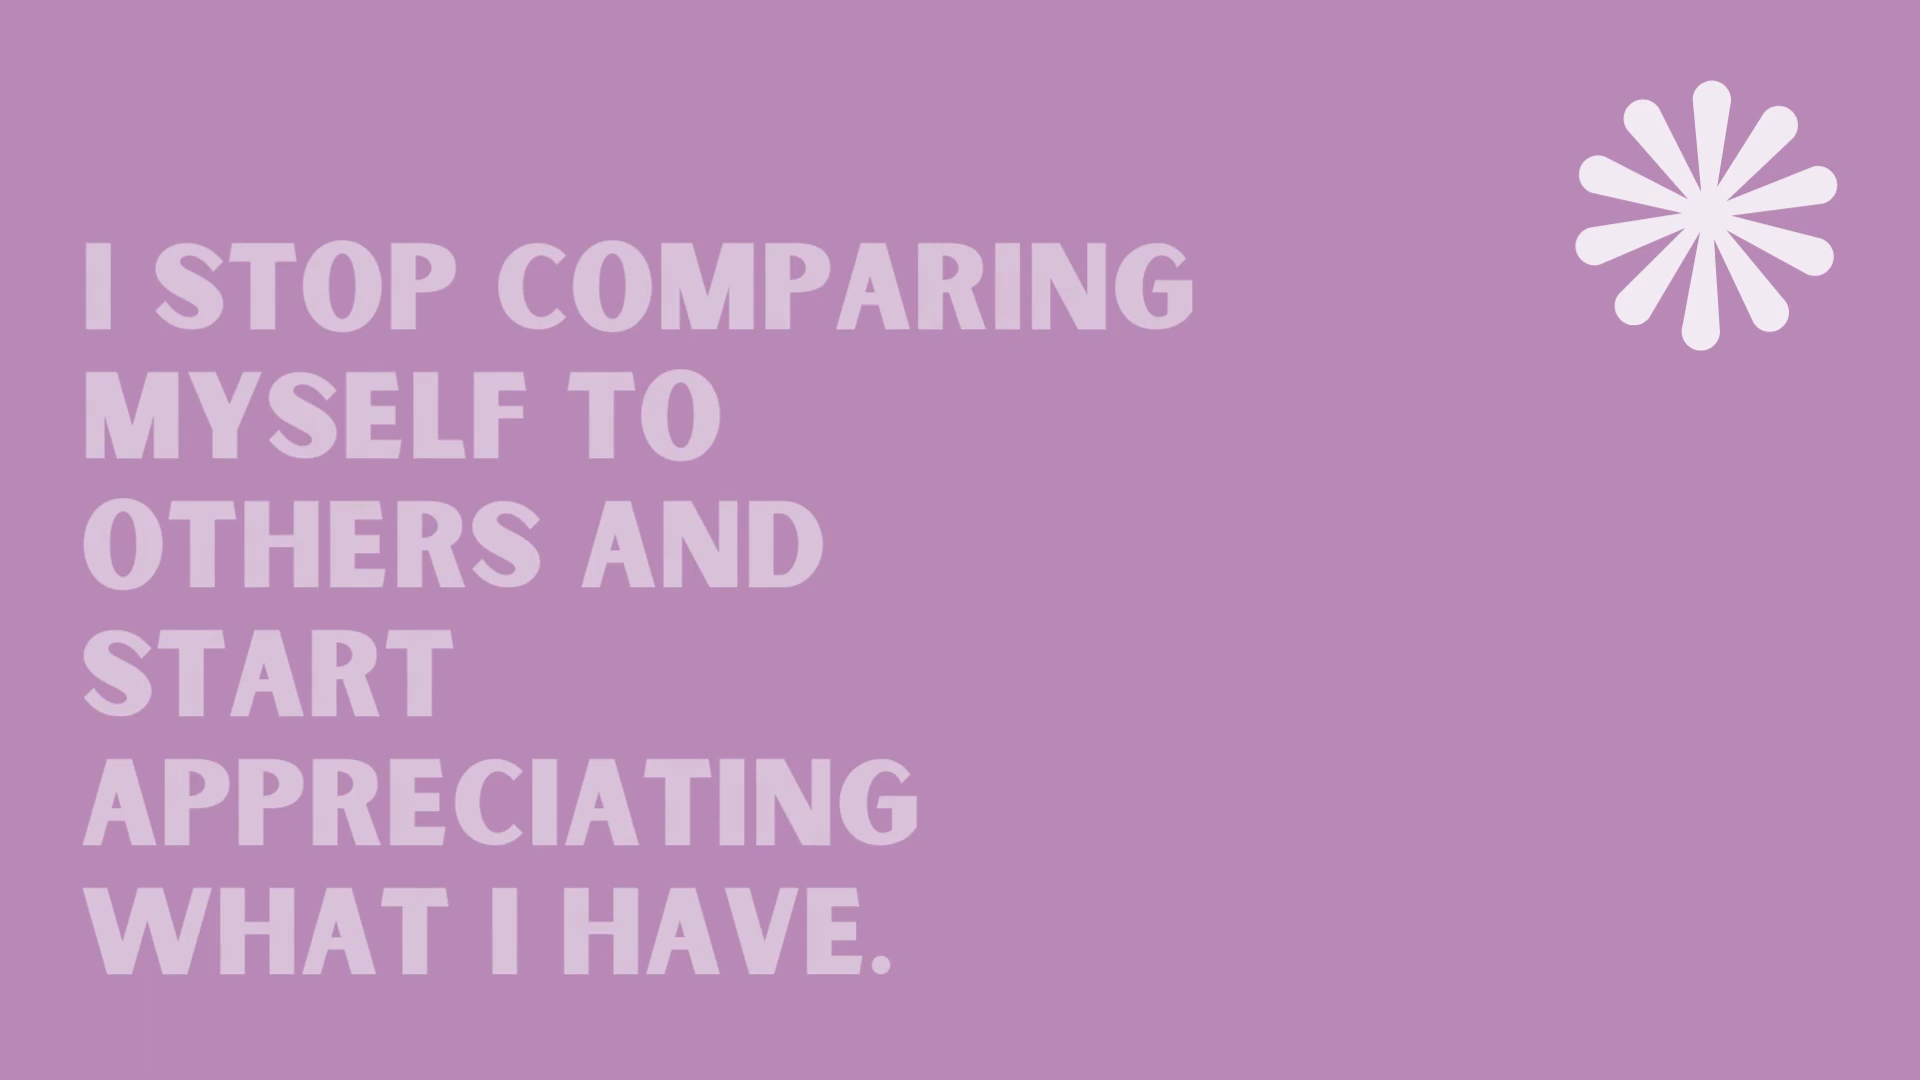 I STOP COMPARING
MYSELF TO
OTHERS AND
START
APPRECIATING
WHAT I HAVE.